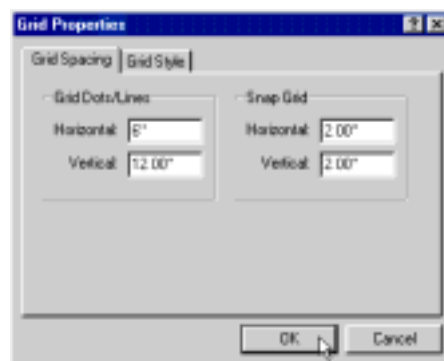 Grid Properties
Grid Spacing Grid Style
Grid Dots/Lines Snap Grid
Horizontal: 6" Horizontal: 2.00"
Vertical: 12.00" Vertical: 2.00"
OK Cancel